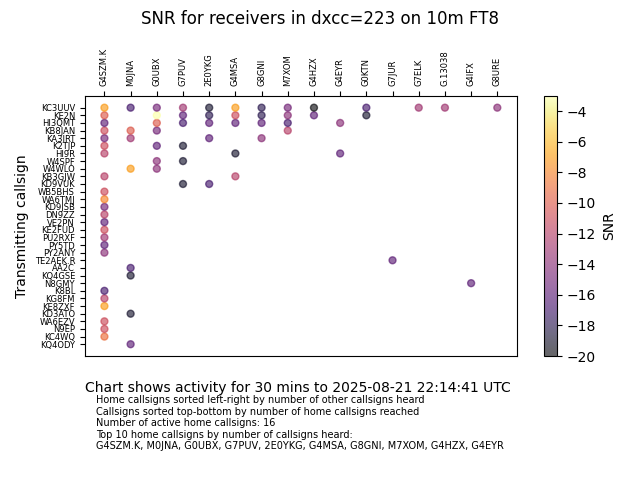 SNR for receivers in dxcc=223 on 10m FT8
G4SZM.K
M0JNA
G0UBX
G7PUV
2E0YKG
G4MSA
G8GNI
M7XOM
G4HZX
G4EYR
G0KTN
G7JUR
G7ELK
G.13038
G4IFX
G8URE
Transmitting callsign
KC3UUV
KE2N
HI3OMT
KB8JAN
KA3JRT
K2TJP
HI9R
W4SPF
W4WLO
KB3GJW
KD9VUK
WB5BHS
WA6TMJ
KD9JSB
DN9ZZ
VE2PN
KE2FUD
PU2RXF
PY5TD
PY2ANY
TE2AEK.R
AA2C
KQ4GSE
N8GMY
K8BL
KG8FM
KE8ZXF
KD3ATO
WA6EZV
N9EP
KC4WQ
KQ4ODY
−6
−8
−10
−12
−14
−16
−18
−20
−4
SNR
Chart shows activity for 30 mins to 2025-08-21 22:14:41 UTC
Home callsigns sorted left-right by number of other callsigns heard
Callsigns sorted top-bottom by number of home callsigns reached
Number of active home callsigns: 16
Top 10 home callsigns by number of callsigns heard:
G4SZM.K, M0JNA, G0UBX, G7PUV, 2E0YKG, G4MSA, G8GNI, M7XOM, G4HZX, G4EYR